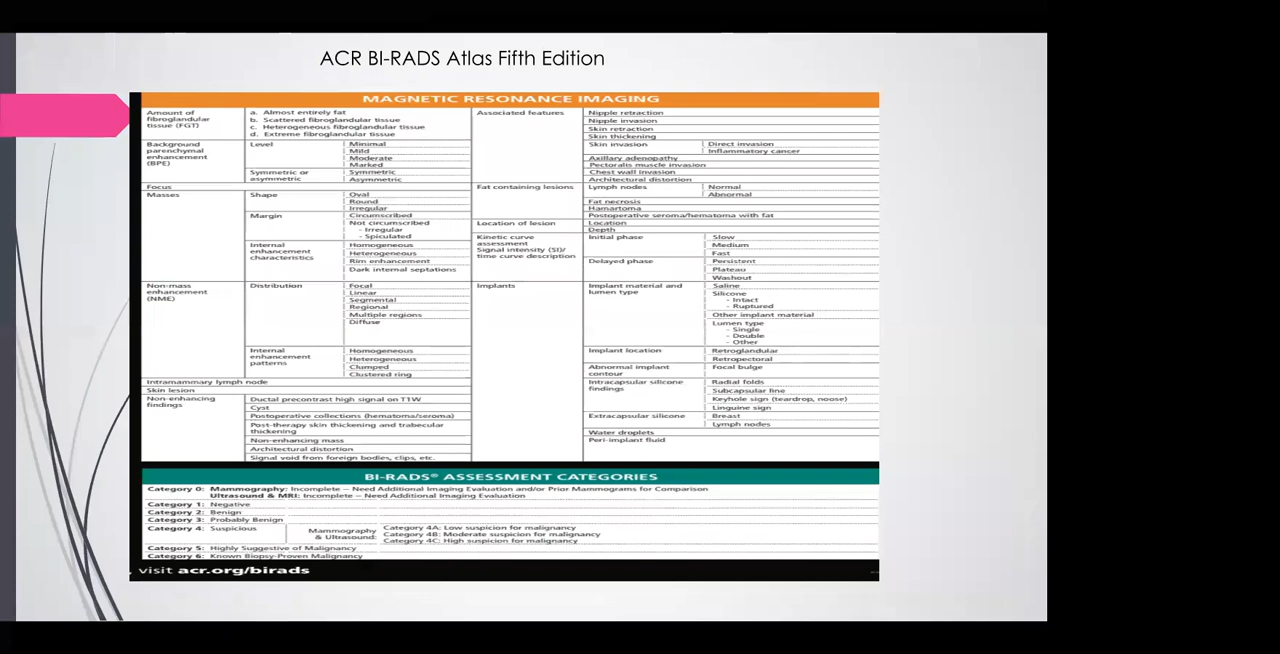 ACR BI-RADS Atlas Fifth Edition
MAGNETIC RESONANCE IMAGING
Amount of
fibroglandular
tissue (FGT)
a. Almost entirely fat
b. Scattered fibroglandular tissue
c. Heterogeneous fibroglandular tissue
d. Extreme fibroglandular tissue
Background
parenchymal
enhancement
(BPE)
Level
Minimal
Mild
Moderate
Marked
Symmetric or
asymmetric
Symmetric
Asymmetric
Focus
Masses
Shape
Oval
Round
Irregular
Margin
Circumscribed
Not circumscribed
- Irregular
- Spiculated
Internal
enhancement
characteristics
Homogeneous
Heterogeneous
Rim enhancement
Dark internal septations
Non-mass
enhancement
(NME)
Distribution
Focal
Linear
Segmental
Regional
Multiple regions
Diffuse
Internal
enhancement
patterns
Homogeneous
Heterogeneous
Clumped
Clustered ring
Intramammary lymph node
Skin lesion
Non-enhancing
findings
Ductal precontrast high signal on T1W
Cyst
Postoperative collections (hematoma/seroma)
Post-therapy skin thickening and trabecular
thickening
Non-enhancing mass
Architectural distortion
Signal void from foreign bodies, clips, etc.
Associated features
Nipple retraction
Nipple invasion
Skin retraction
Skin thickening
Skin invasion
Direct invasion
Inflammatory cancer
Axillary adenopathy
Pectoralis muscle invasion
Chest wall invasion
Architectural distortion
Fat containing lesions
Lymph nodes
Normal
Abnormal
Fat necrosis
Hamartoma
Postoperative seroma/hematoma with fat
Location of lesion
Location
Depth
Kinetic curve
assessment
Signal intensity (SI)/
time curve description
Initial phase
Slow
Medium
Fast
Delayed phase
Persistent
Plateau
Washout
Implants
Implant material and
lumen type
Saline
Silicone
- Intact
- Ruptured
Other implant material
Lumen type
- Single
- Double
- Other
Implant location
Retroglandular
Retropectoral
Abnormal implant
contour
Focal bulge
Intracapsular silicone
findings
Radial folds
Subcapsular line
Keyhole sign (teardrop, noose)
Linguine sign
Extracapsular silicone
Breast
Lymph nodes
Water droplets
Peri-implant fluid
BI-RADS® ASSESSMENT CATEGORIES
Category 0: Mammography: Incomplete – Need Additional Imaging Evaluation and/or Prior Mammograms for Comparison
Ultrasound & MRI: Incomplete – Need Additional Imaging Evaluation
Category 1: Negative
Category 2: Benign
Category 3: Probably Benign
Category 4: Suspicious
Mammography
& Ultrasound:
Category 4A: Low suspicion for malignancy
Category 4B: Moderate suspicion for malignancy
Category 4C: High suspicion for malignancy
Category 5: Highly Suggestive of Malignancy
Category 6: Known Biopsy-Proven Malignancy
visit acr.org/birads